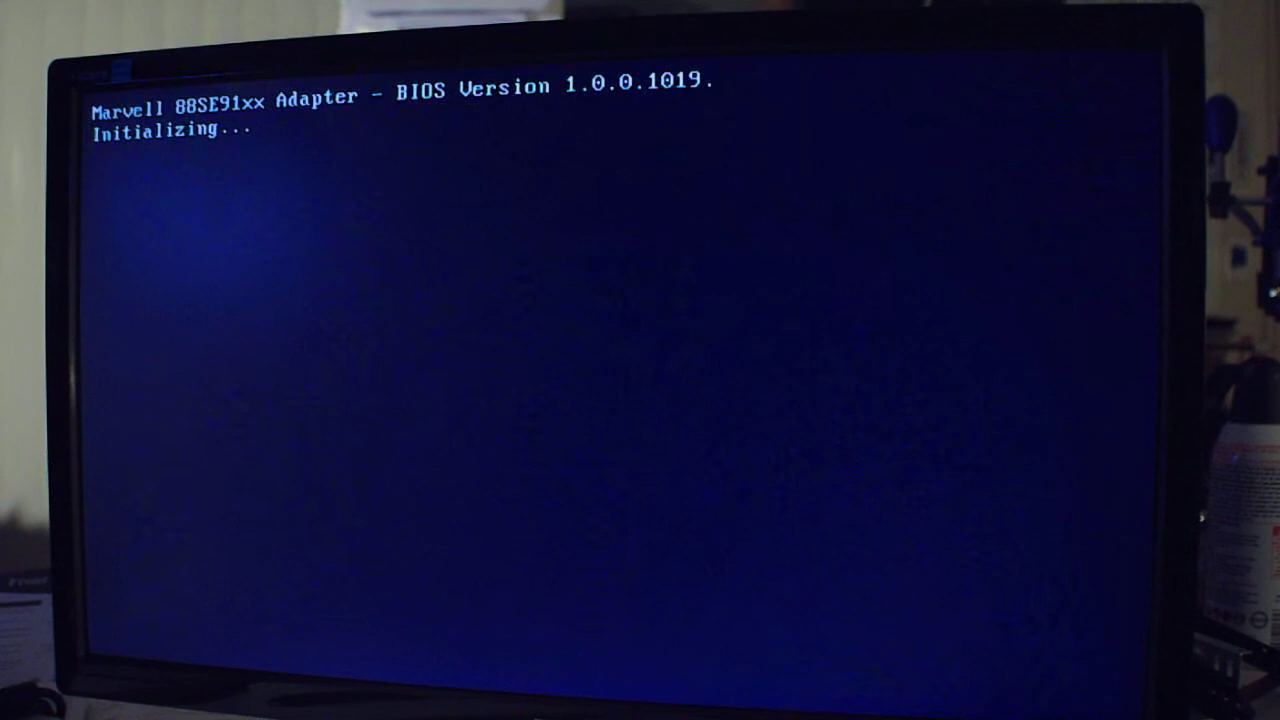 Marvell 88SE91xx Adapter - BIOS Version 1.0.0.1019.
Initializing...